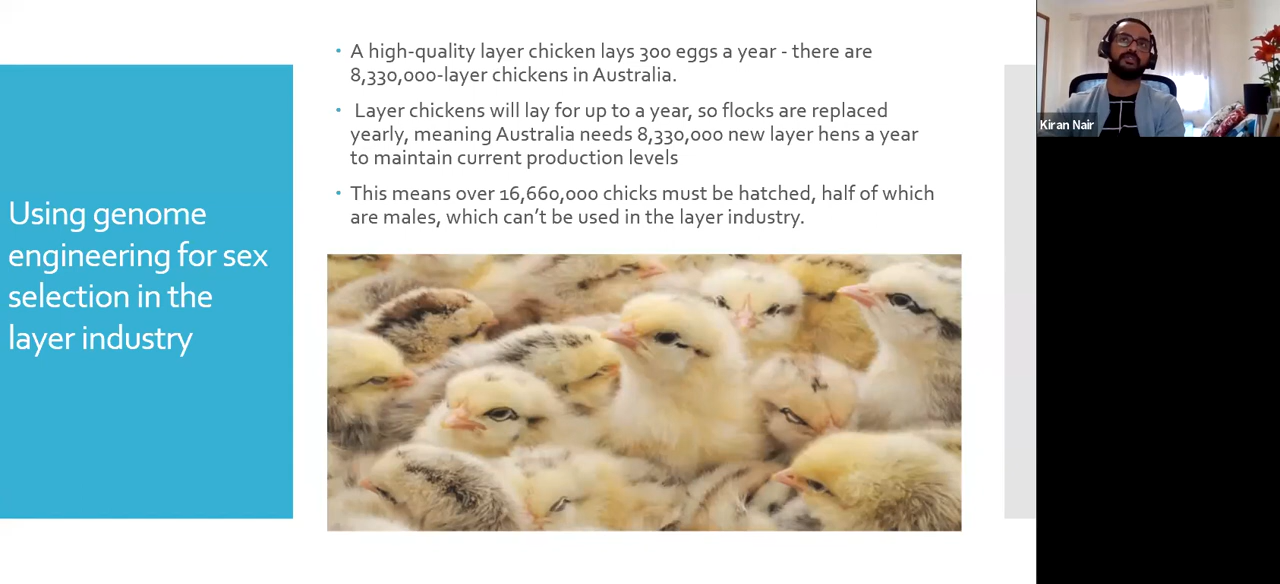 Using genome
engineering for sex
selection in the
layer industry
• A high-quality layer chicken lays 300 eggs a year - there are
8,330,000-layer chickens in Australia.
• Layer chickens will lay for up to a year, so flocks are replaced
yearly, meaning Australia needs 8,330,000 new layer hens a year
to maintain current production levels
• This means over 16,660,000 chicks must be hatched, half of which
are males, which can’t be used in the layer industry.
Kiran Nair